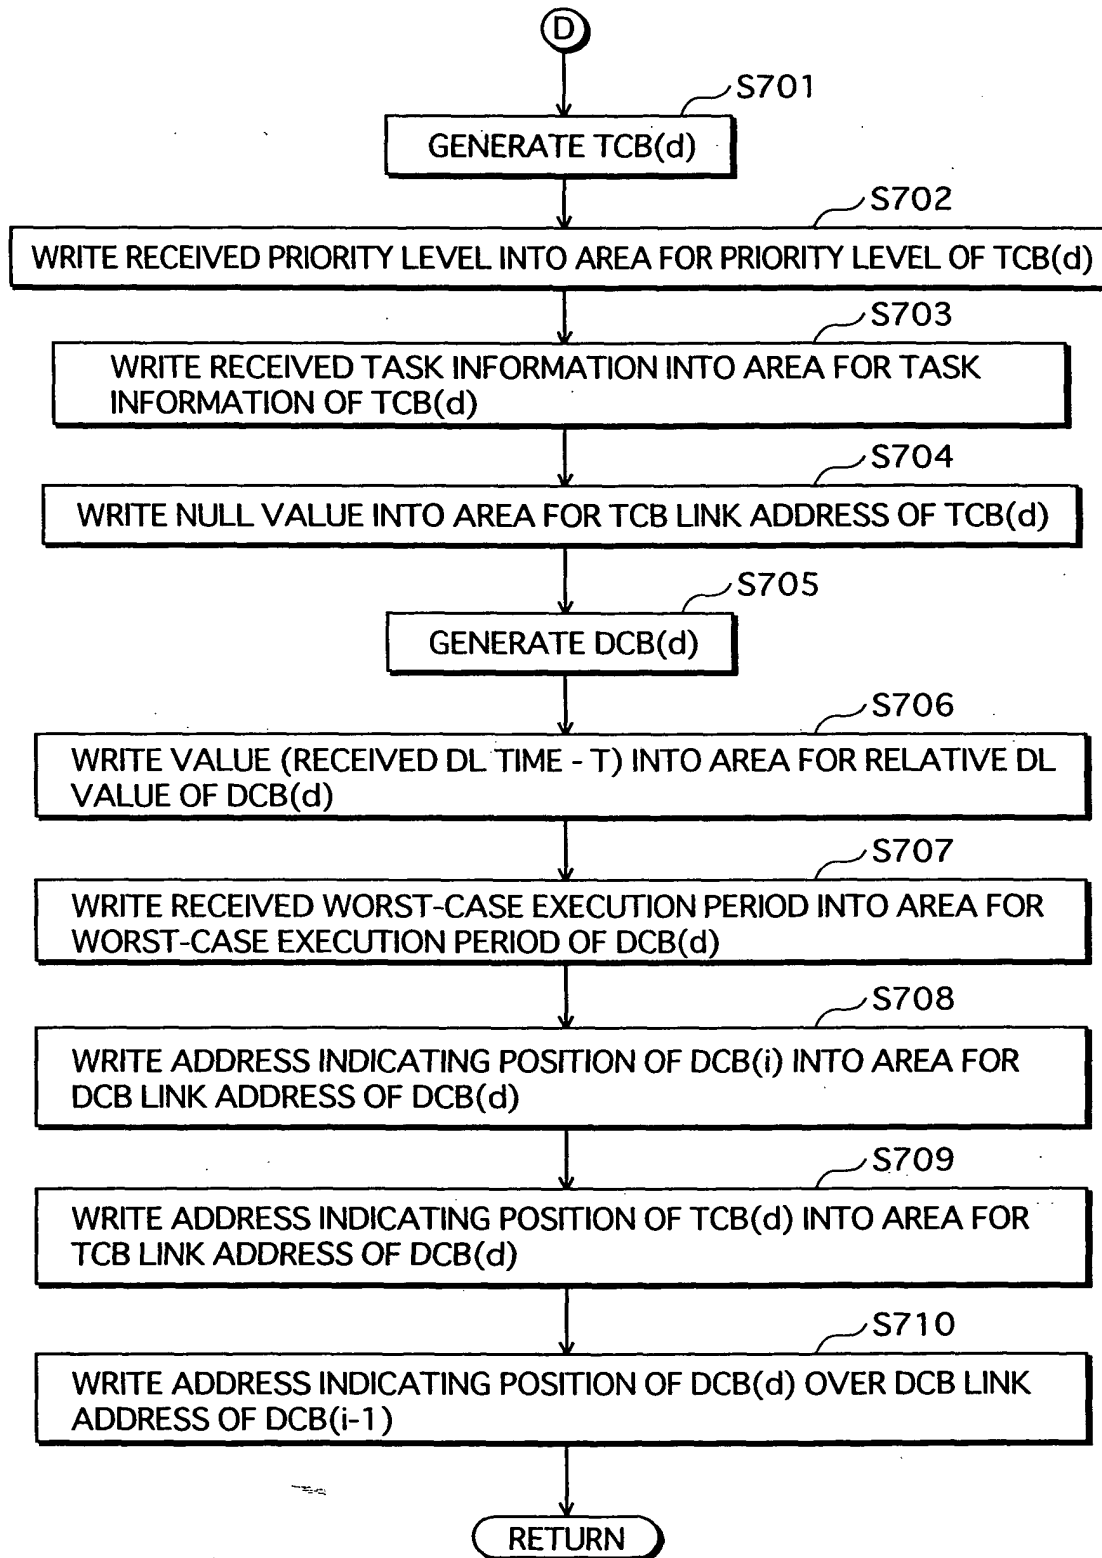 D
S701
GENERATE TCB(d)
S702
WRITE RECEIVED PRIORITY LEVEL INTO AREA FOR PRIORITY LEVEL OF TCB(d)
S703
WRITE RECEIVED TASK INFORMATION INTO AREA FOR TASK
INFORMATION OF TCB(d)
S704
WRITE NULL VALUE INTO AREA FOR TCB LINK ADDRESS OF TCB(d)
S705
GENERATE DCB(d)
S706
WRITE VALUE (RECEIVED DL TIME - T) INTO AREA FOR RELATIVE DL
VALUE OF DCB(d)
S707
WRITE RECEIVED WORST-CASE EXECUTION PERIOD INTO AREA FOR
WORST-CASE EXECUTION PERIOD OF DCB(d)
S708
WRITE ADDRESS INDICATING POSITION OF DCB(i) INTO AREA FOR
DCB LINK ADDRESS OF DCB(d)
S709
WRITE ADDRESS INDICATING POSITION OF TCB(d) INTO AREA FOR
TCB LINK ADDRESS OF DCB(d)
S710
WRITE ADDRESS INDICATING POSITION OF DCB(d) OVER DCB LINK
ADDRESS OF DCB(i-1)
RETURN